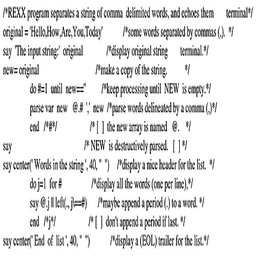 /*REXX program separates a string of comma delimited words, and echoes them terminal*/
original = 'Hello,How,Are,You,Today' /*some words separated by commas (,). */
say 'The input string:' original /*display original string terminal.*/
new= original /*make a copy of the string. */
do #=1 until new=='' /*keep processing until NEW is empty.*/
parse var new @.# ',' new /*parse words delineated by a comma (,)*/
end /*#*/ /* [ ] the new array is named @. */
say /* NEW is destructively parsed. [ ] */
say center(' Words in the string ', 40, " ") /*display a nice header for the list. */
do j=1 for # /*display all the words (one per line),*/
say @.j || left(., j\==#) /*maybe append a period (.) to a word. */
end /*j*/ /* [ ] don't append a period if last. */
say center(' End of list ', 40, " ") /*display a (EOL) trailer for the list.*/